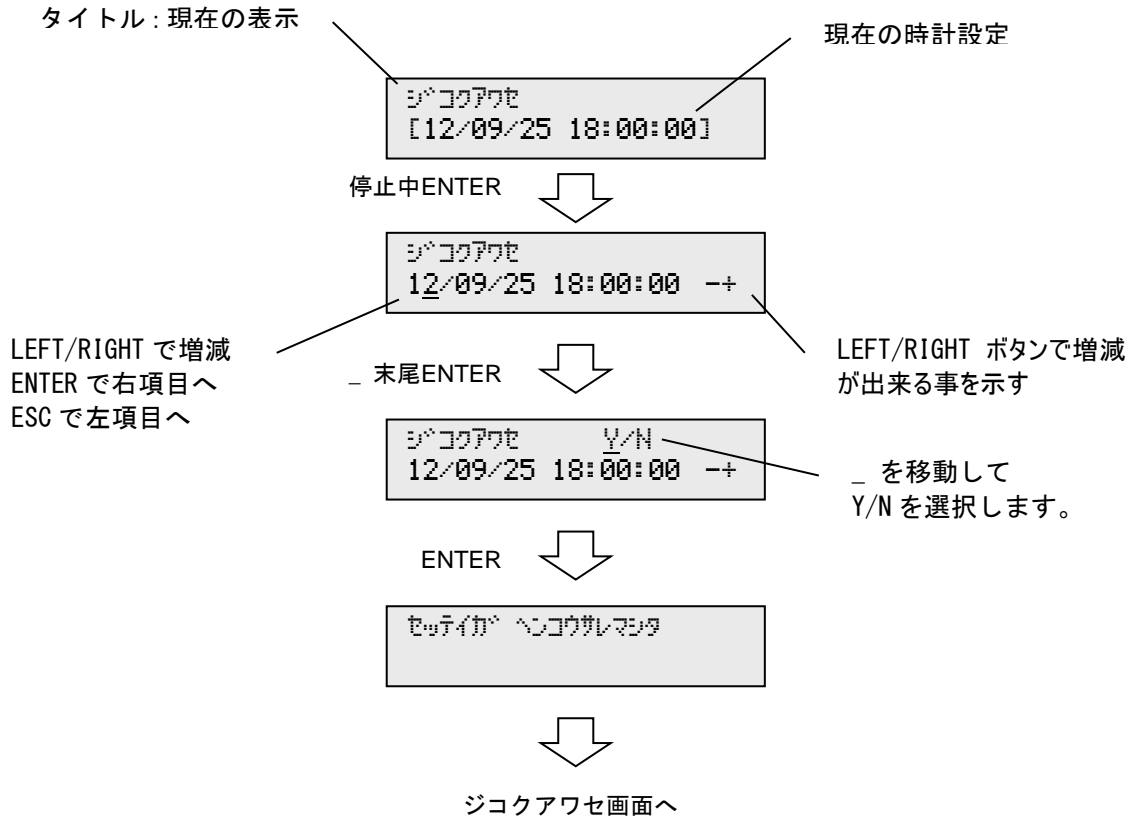 タイトル：現在の表示
現在の時計設定
ジコクアワセ
[12/09/25 18:00:00]
停止中ENTER
ジコクアワセ
12/09/25 18:00:00 -+
LEFT/RIGHT で増減
ENTER で右項目へ
ESC で左項目へ
LEFT/RIGHT ボタンで増減
が出来る事を示す
_ 末尾ENTER
ジコクアワセ Y/N
12/09/25 18:00:00 -+
_ を移動して
Y/N を選択します。
ENTER
セッテイガ ヘンコウサレマシタ
ジコクアワセ画面へ